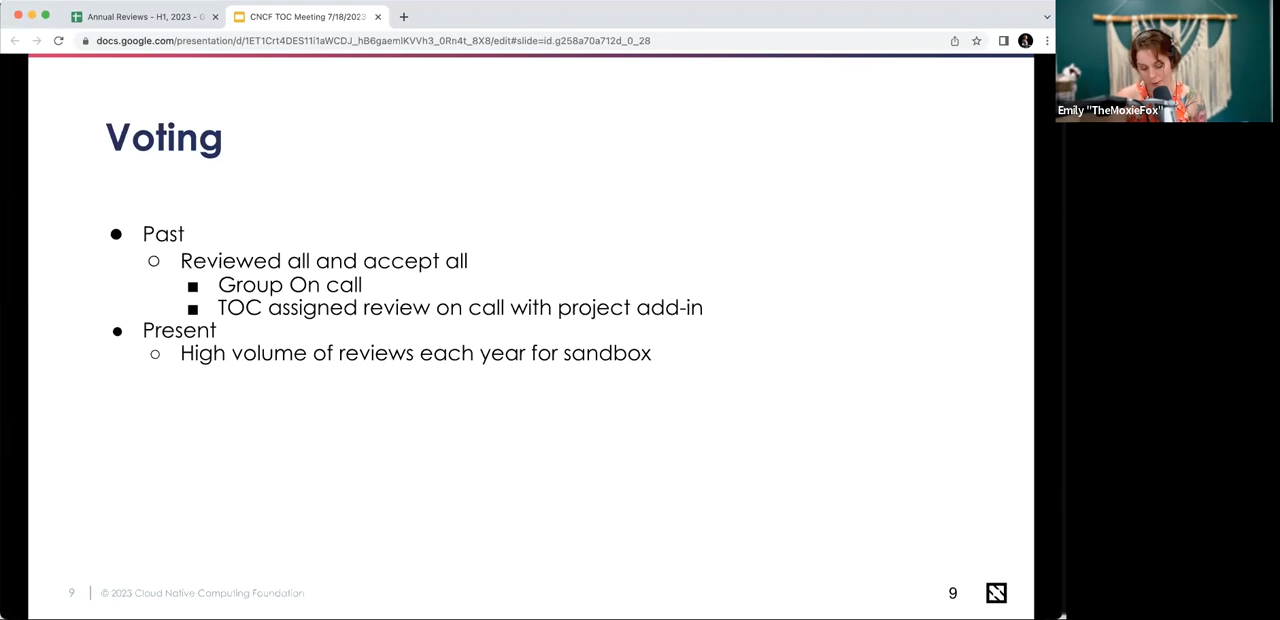 Annual Reviews - H1, 2023 - G
CNCF TOC Meeting 7/18/2023
docs.google.com/presentation/d/1ET1Crt4DES11i1aWCDJ_hB6gaemlKVVh3_0Rn4t_8X8/edit#slide=id.g258a70a712d_0_28
Emily "TheMoxieFox"
Voting
● Past
○ Reviewed all and accept all
■ Group On call
■ TOC assigned review on call with project add-in
● Present
○ High volume of reviews each year for sandbox
9 | © 2023 Cloud Native Computing Foundation
9